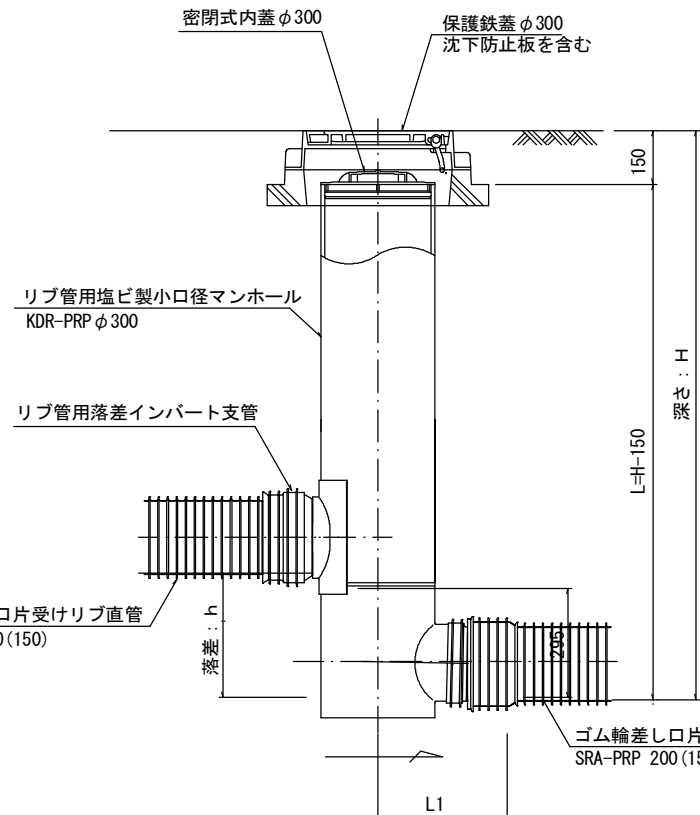 密閉式内蓋φ300
保護鉄蓋φ300
沈下防止板を含む
150
リブ管用塩ビ製小口径マンホール
KDR-PRPφ300
深さ：H
L=H-150
リブ管用落差インバート支管
口片受けリブ直管
0(150)
落差：h
295
ゴム輪差し口片
SRA-PRP 200(15
L1